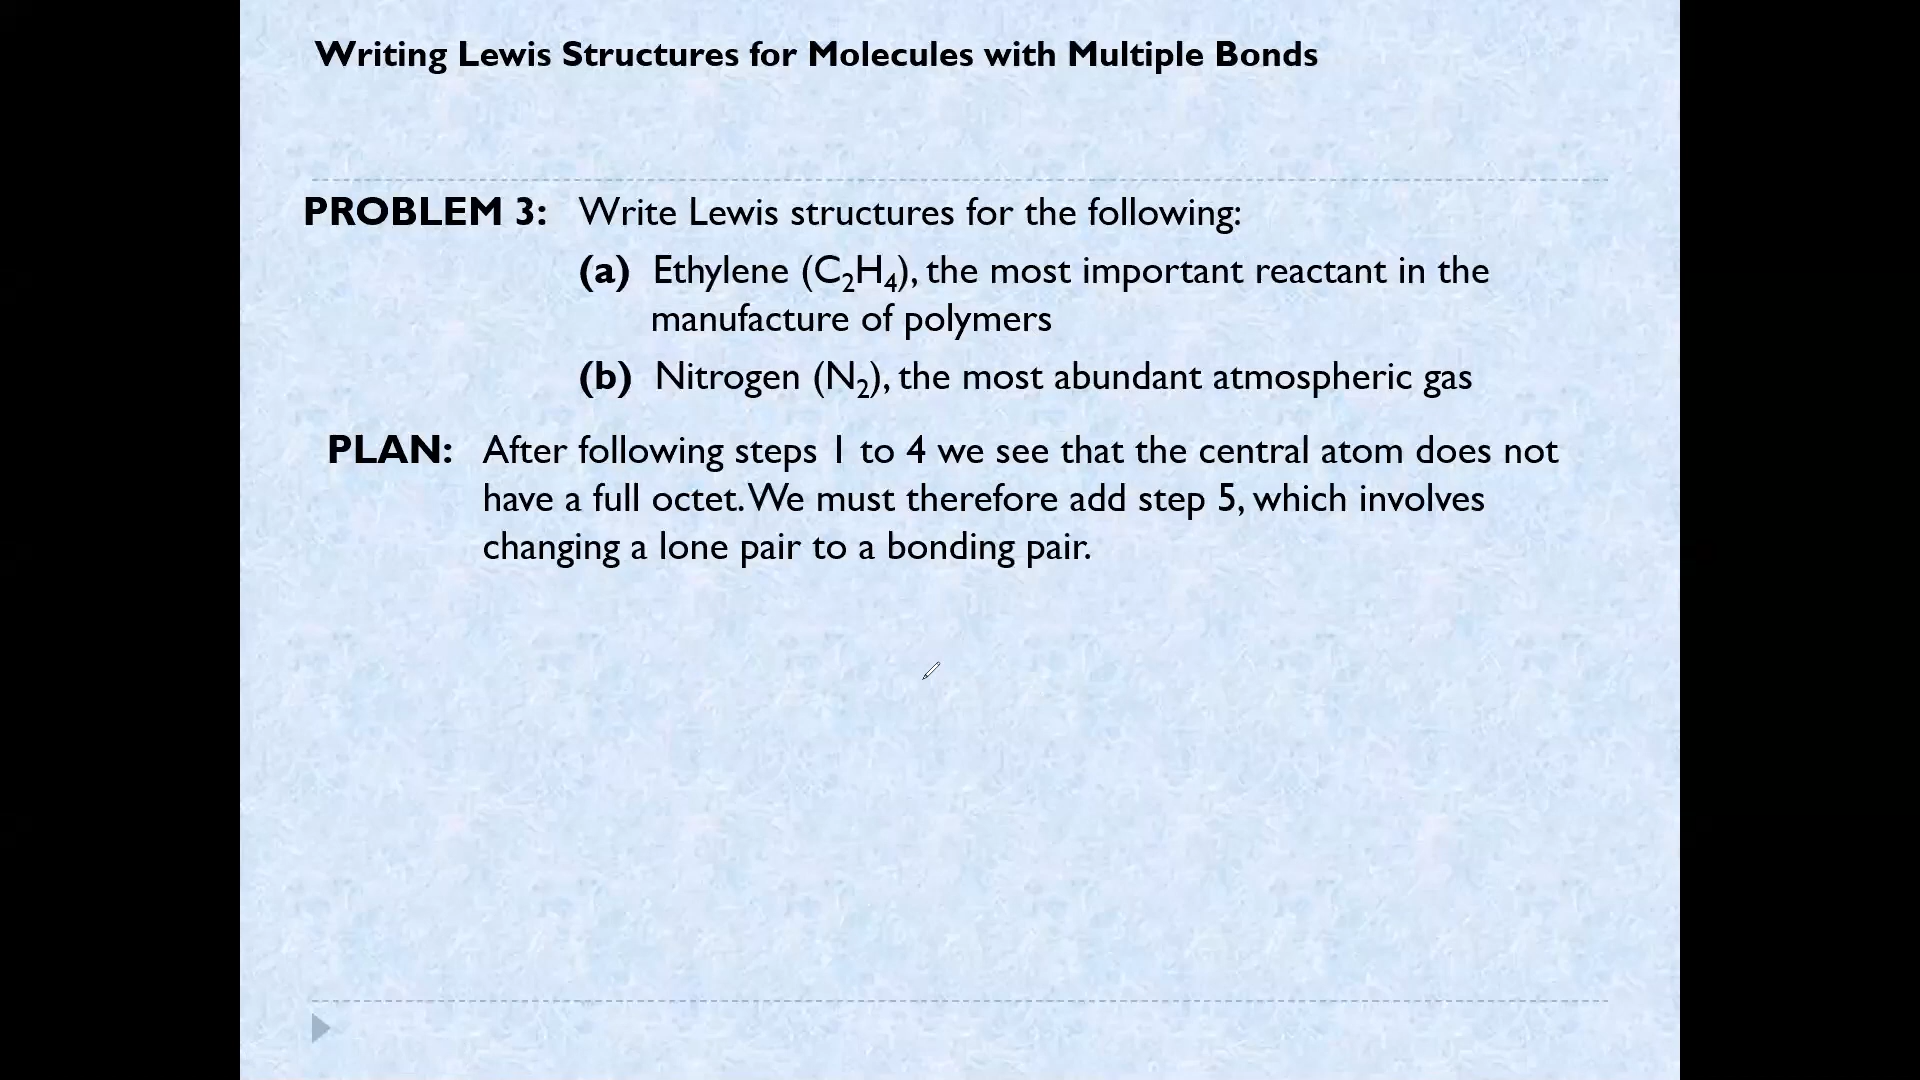 Writing Lewis Structures for Molecules with Multiple Bonds
PROBLEM 3: Write Lewis structures for the following:
(a) Ethylene (C₂H₄), the most important reactant in the
manufacture of polymers
(b) Nitrogen (N₂), the most abundant atmospheric gas
PLAN: After following steps 1 to 4 we see that the central atom does not
have a full octet. We must therefore add step 5, which involves
changing a lone pair to a bonding pair.